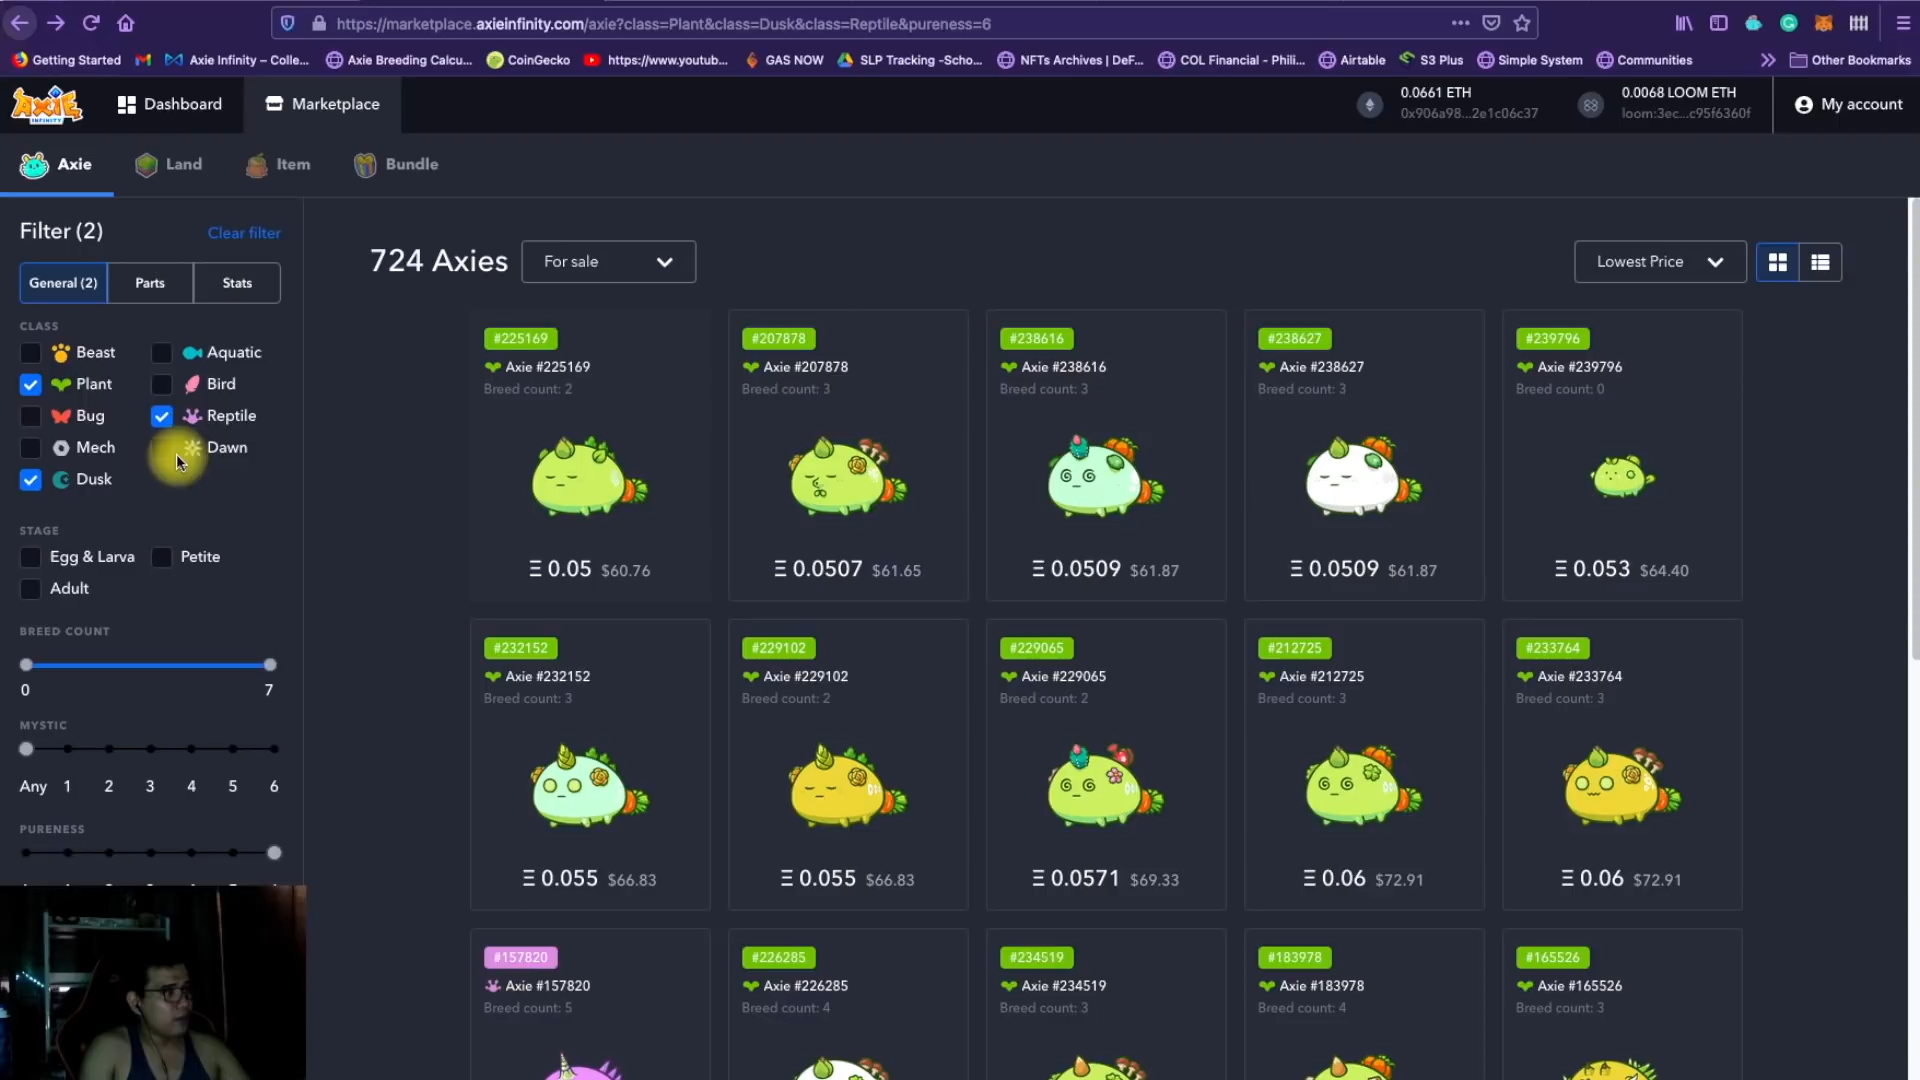 https://marketplace.axieinfinity.com/axie?class=Plant&class=Dusk&class=Reptile&pureness=6
Getting Started Axie Infinity – Colle... Axie Breeding Calcu... CoinGecko https://www.youtub... GAS NOW SLP Tracking -Scho... NFTs Archives | DeF... COL Financial - Phili... Airtable S3 Plus Simple System Communities Other Bookmarks
AXIE INFINITY Dashboard Marketplace 0.0661 ETH 0.0068 LOOM ETH My account
0x906a98...2e1c06c37 loom:3ec...c95f6360f
Axie Land Item Bundle
Filter (2) Clear filter
724 Axies For sale Lowest Price
General (2) Parts Stats
CLASS
Beast Aquatic
Plant Bird
Bug Reptile
Mech Dawn
Dusk
STAGE
Egg & Larva Petite
Adult
BREED COUNT
0 7
MYSTIC
Any 1 2 3 4 5 6
PURENESS
#225169 #207878 #238616 #238627 #239796
Axie #225169 Axie #207878 Axie #238616 Axie #238627 Axie #239796
Breed count: 2 Breed count: 3 Breed count: 3 Breed count: 3 Breed count: 0
Ξ 0.05 $60.76 Ξ 0.0507 $61.65 Ξ 0.0509 $61.87 Ξ 0.0509 $61.87 Ξ 0.053 $64.40
#232152 #229102 #229065 #212725 #233764
Axie #232152 Axie #229102 Axie #229065 Axie #212725 Axie #233764
Breed count: 3 Breed count: 2 Breed count: 2 Breed count: 3 Breed count: 3
Ξ 0.055 $66.83 Ξ 0.055 $66.83 Ξ 0.0571 $69.33 Ξ 0.06 $72.91 Ξ 0.06 $72.91
#157820 #226285 #234519 #183978 #165526
Axie #157820 Axie #226285 Axie #234519 Axie #183978 Axie #165526
Breed count: 5 Breed count: 4 Breed count: 3 Breed count: 4 Breed count: 3